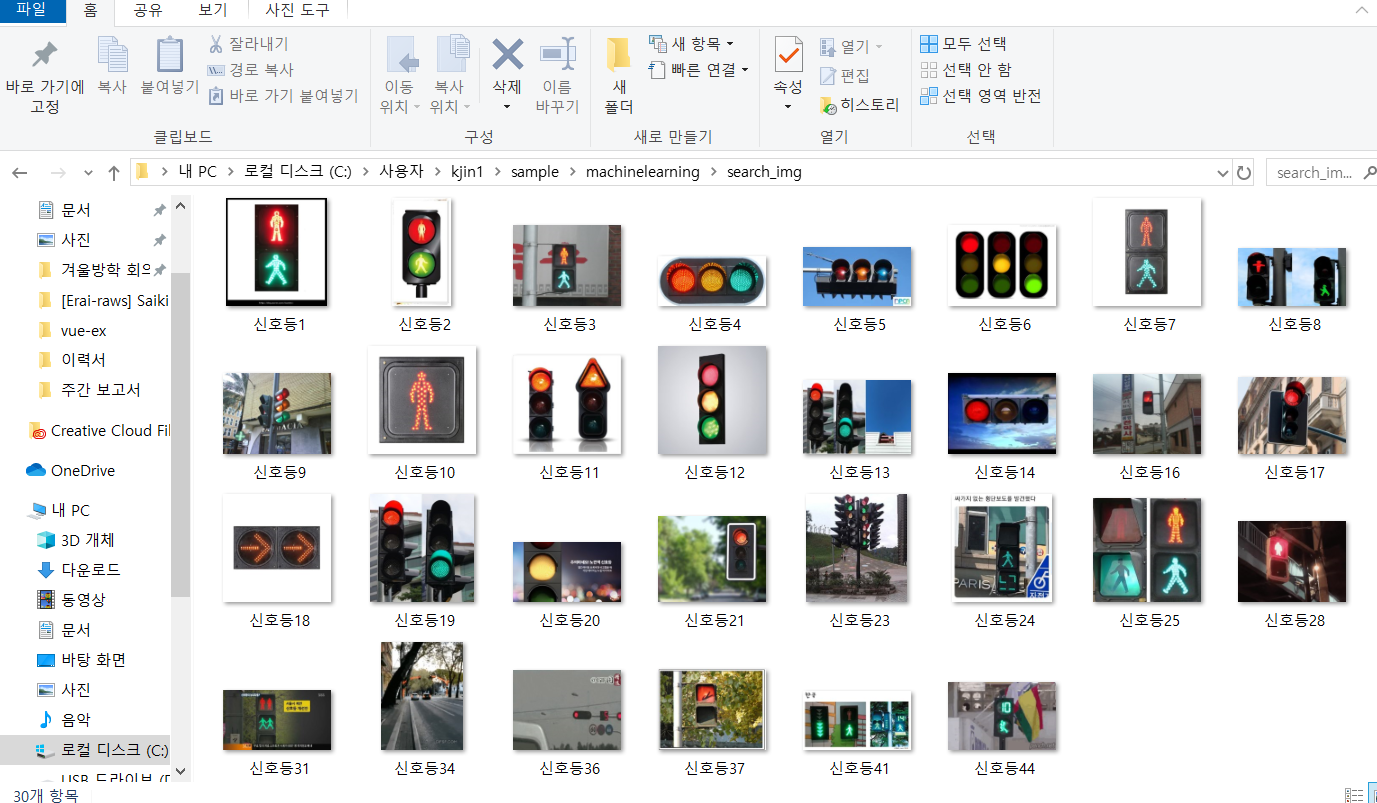 파일 홈 공유 보기 사진 도구
바로 가기에 고정
복사
붙여넣기
잘라내기
경로 복사
바로 가기 붙여넣기
클립보드
이동 위치
복사 위치
삭제
이름 바꾸기
구성
새 폴더
새 항목
빠른 연결
새로 만들기
속성
열기
편집
히스토리
열기
모두 선택
선택 안 함
선택 영역 반전
선택
내 PC 로컬 디스크 (C:) 사용자 kjin1 sample machinelearning search_img
search_im...
문서
사진
겨울방학 회의
[Erai-raws] Saiki
vue-ex
이력서
주간 보고서
Creative Cloud Fil
OneDrive
내 PC
3D 개체
다운로드
동영상
문서
바탕 화면
사진
음악
로컬 디스크 (C:)
USB 드라이브 (D
신호등1 신호등2 신호등3 신호등4 신호등5 신호등6 신호등7 신호등8
신호등9 신호등10 신호등11 신호등12 신호등13 신호등14 신호등16 신호등17
싸가지 없는 횡단보도를 발견했다
PARIS
신호등18 신호등19 신호등20 신호등21 신호등23 신호등24 신호등25 신호등28
한국
신호등31 신호등34 신호등36 신호등37 신호등41 신호등44
30개 항목